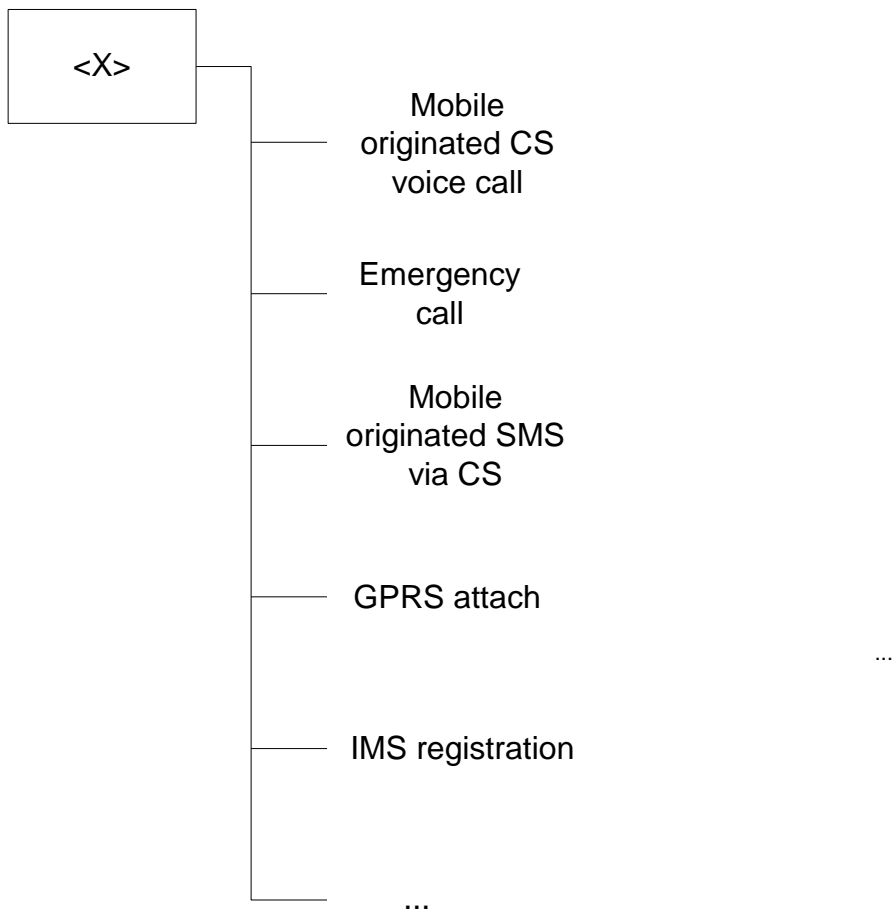 <X>
Mobile
originated CS
voice call
Emergency
call
Mobile
originated SMS
via CS
GPRS attach
...
IMS registration
...